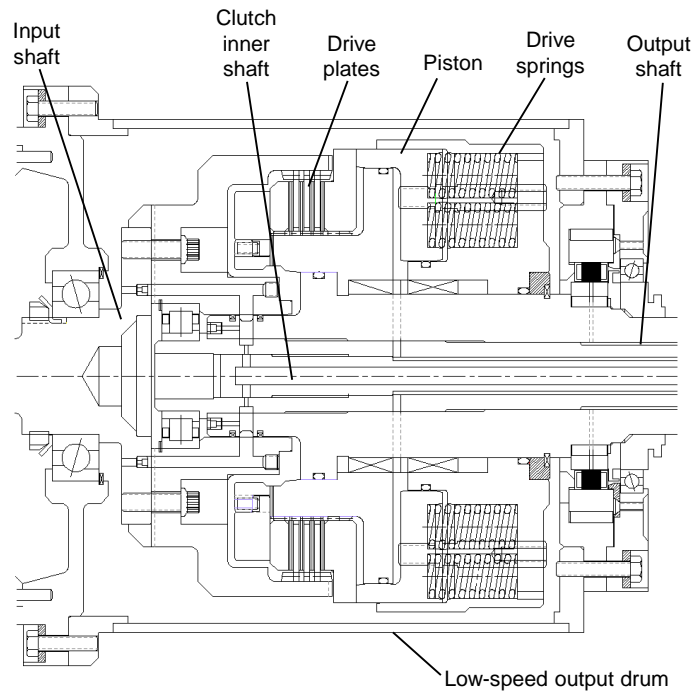 Input
shaft
Clutch
inner
shaft
Drive
plates
Piston
Drive
springs
Output
shaft
Low-speed output drum